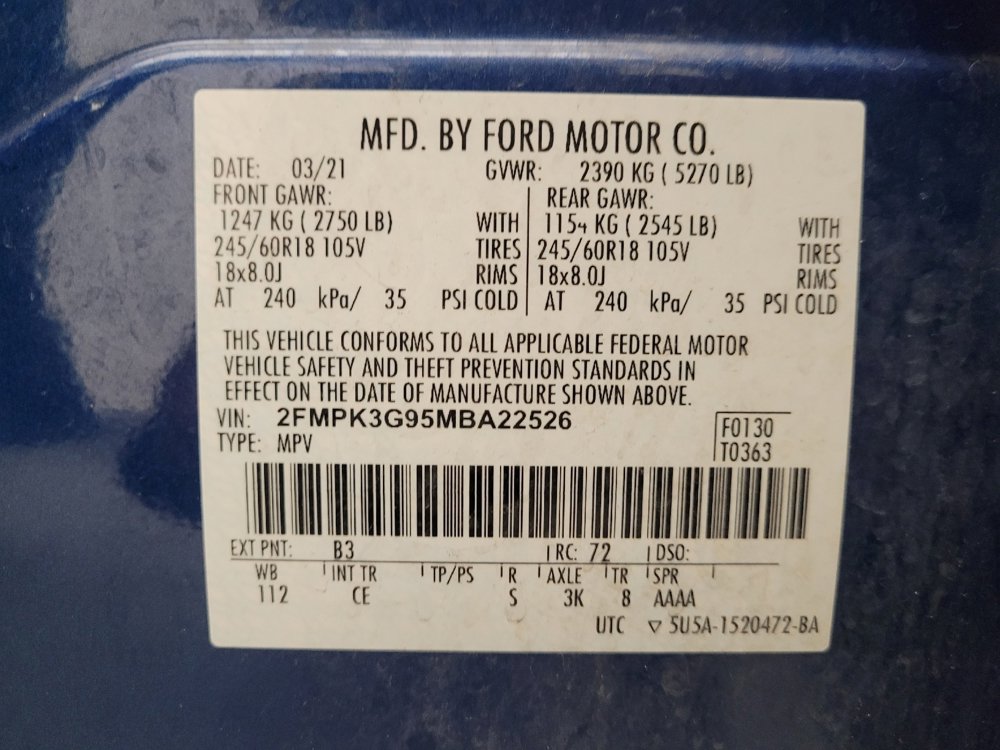 MFD. BY FORD MOTOR CO.
DATE: 03/21 GVWR: 2390 KG ( 5270 LB)
FRONT GAWR: REAR GAWR:
1247 KG ( 2750 LB) WITH 1154 KG ( 2545 LB) WITH
245/60R18 105V TIRES 245/60R18 105V TIRES
18x8.0J RIMS 18x8.0J RIMS
AT 240 kPa/ 35 PSI COLD AT 240 kPa/ 35 PSI COLD
THIS VEHICLE CONFORMS TO ALL APPLICABLE FEDERAL MOTOR
VEHICLE SAFETY AND THEFT PREVENTION STANDARDS IN
EFFECT ON THE DATE OF MANUFACTURE SHOWN ABOVE.
VIN: 2FMPK3G95MBA22526 F0130
TYPE: MPV T0363
EXT PNT: B3 RC: 72 DSO:
WB INT TR TP/PS R AXLE TR SPR
112 CE S 3K 8 AAAA
UTC ▽ 5U5A-1520472-BA